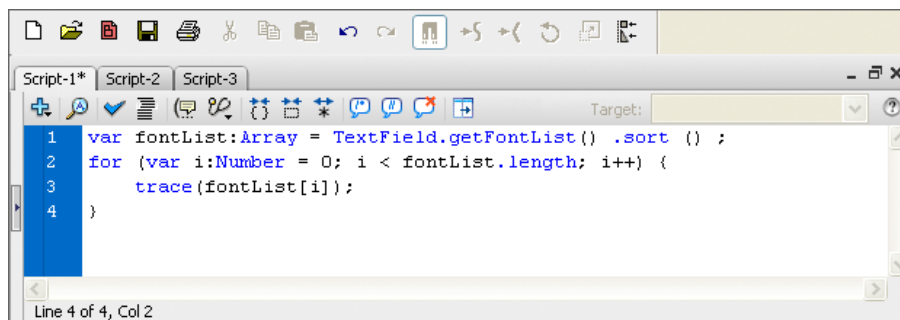 Script-1* Script-2 Script-3
Target:
1 var fontList:Array = TextField.getFontList() .sort () ;
2 for (var i:Number = 0; i < fontList.length; i++) {
3 trace(fontList[i]);
4 }
Line 4 of 4, Col 2